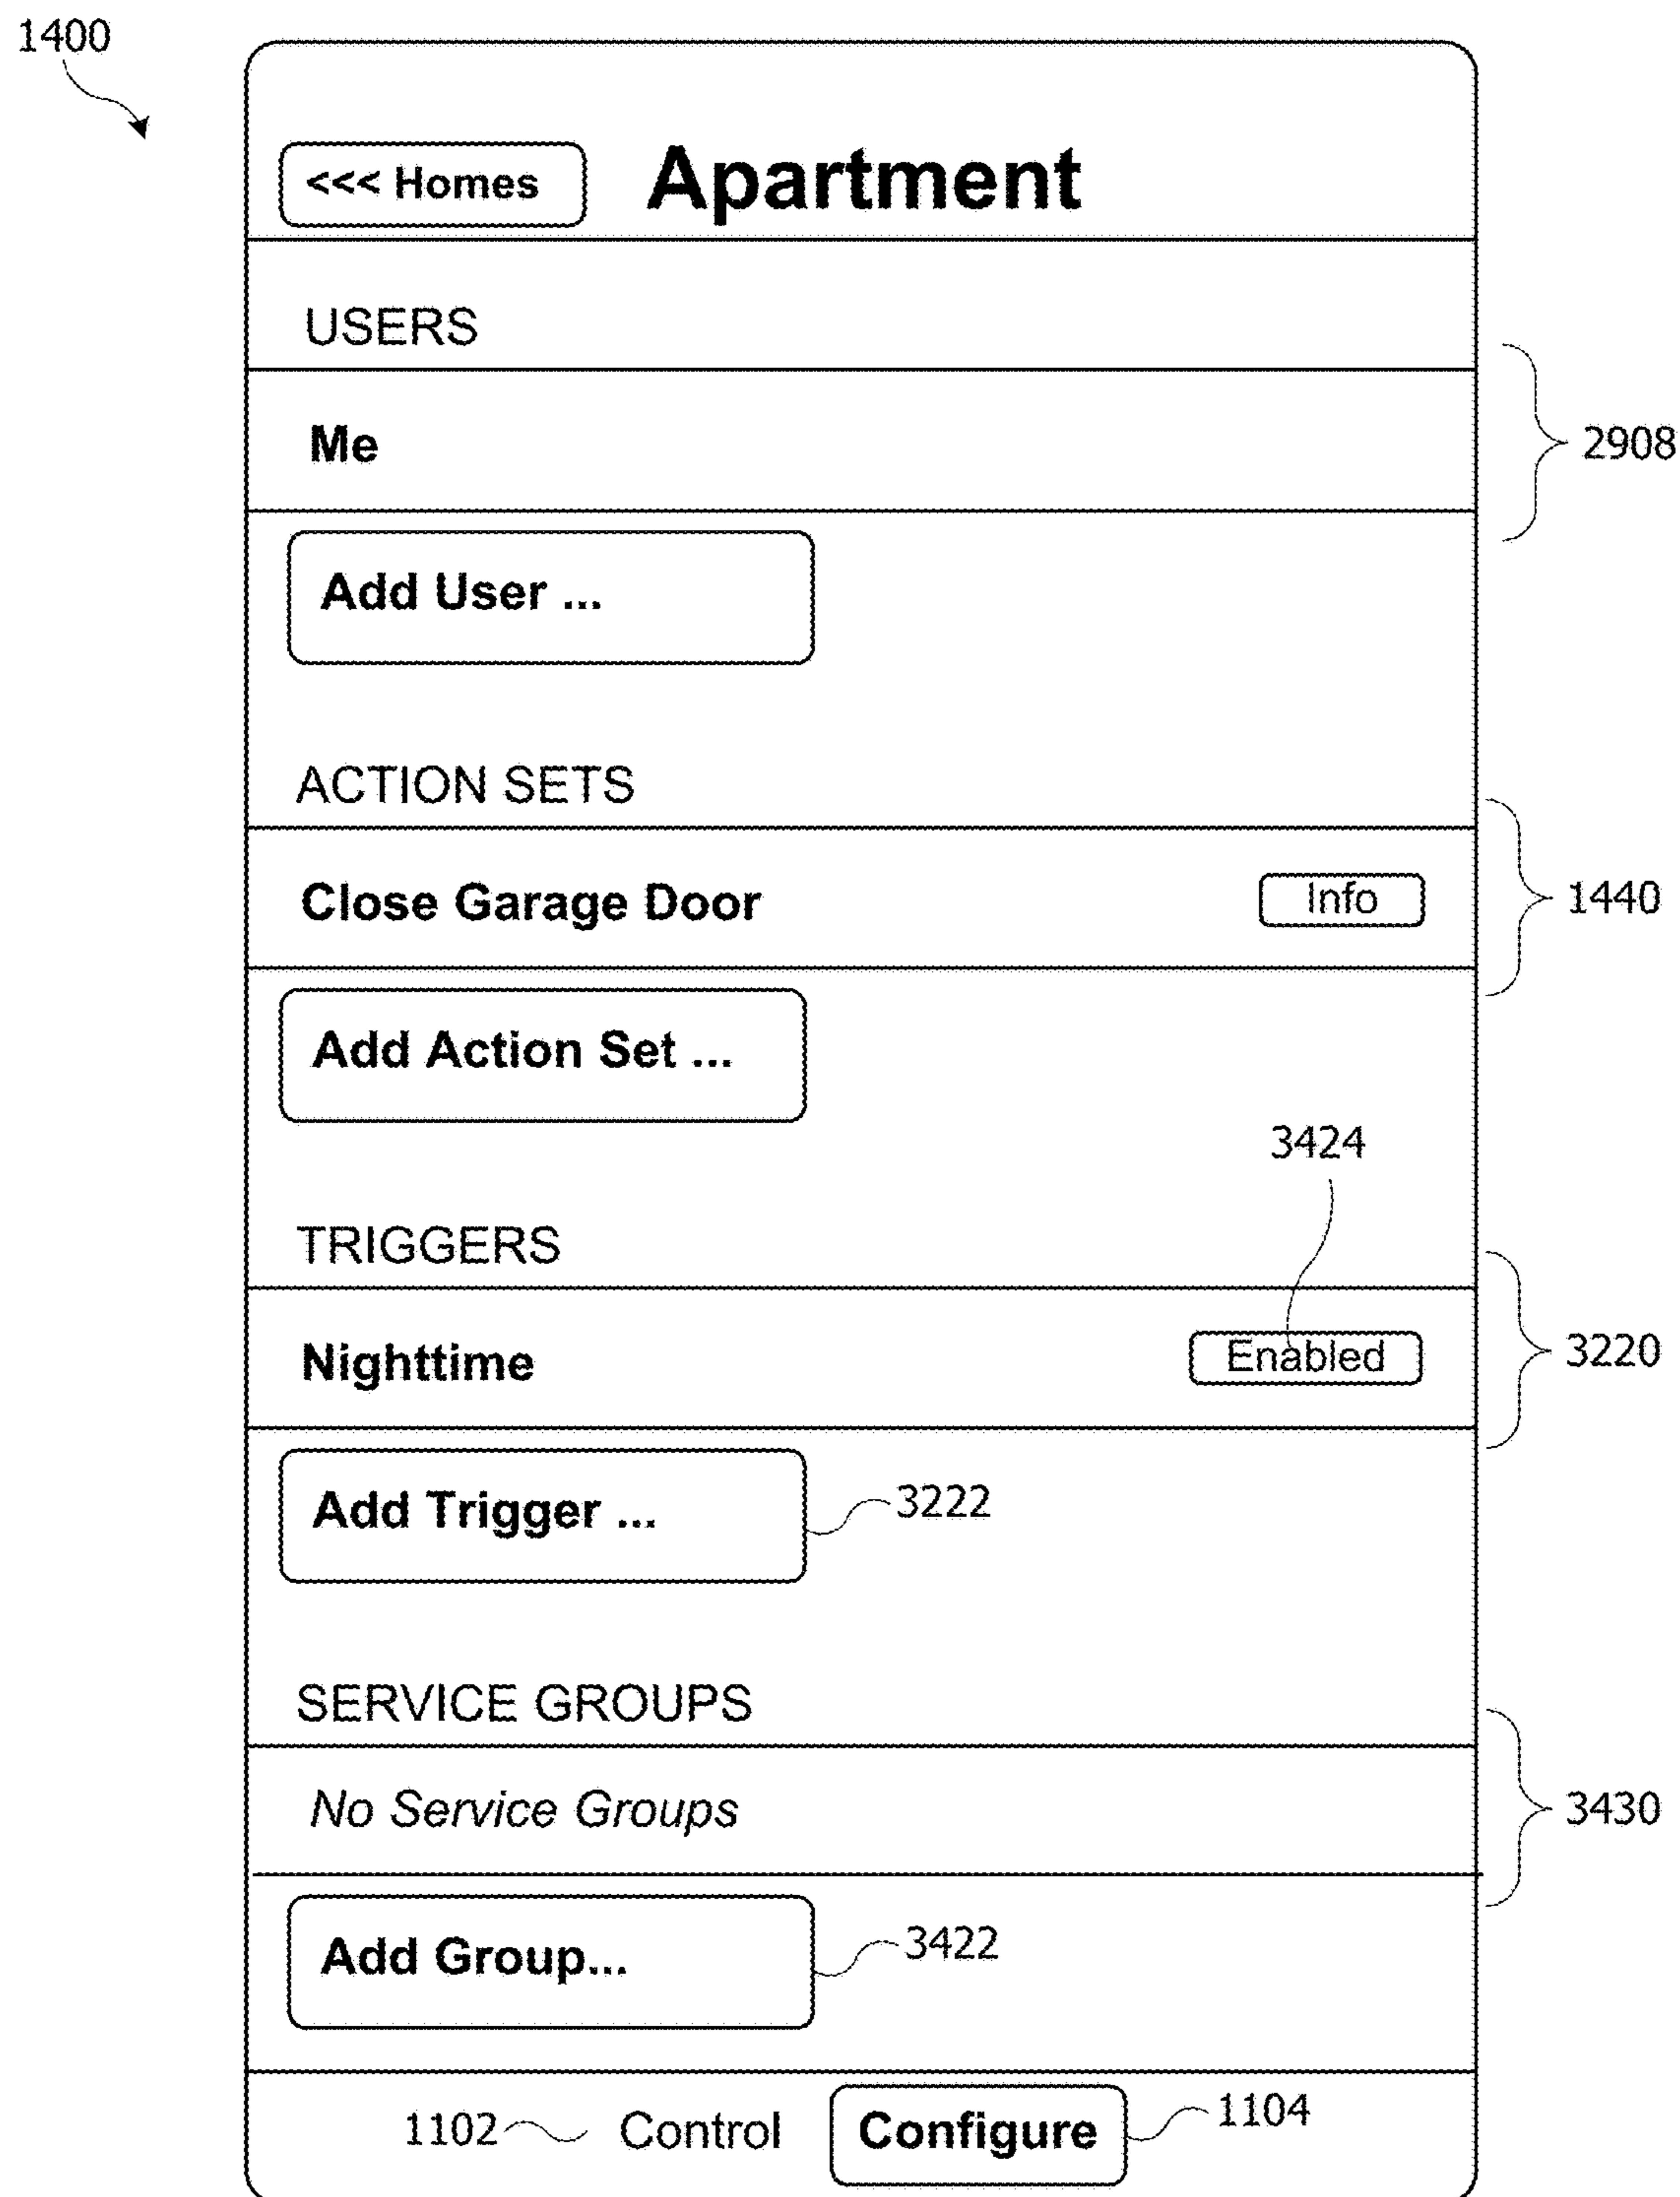 1400
<<< Homes
Apartment
USERS
Me
2908
Add User ...
ACTION SETS
Close Garage Door
Info
1440
Add Action Set ...
3424
TRIGGERS
Nighttime
Enabled
3220
Add Trigger ...
3222
SERVICE GROUPS
No Service Groups
3430
Add Group...
3422
1102
Control
Configure
1104